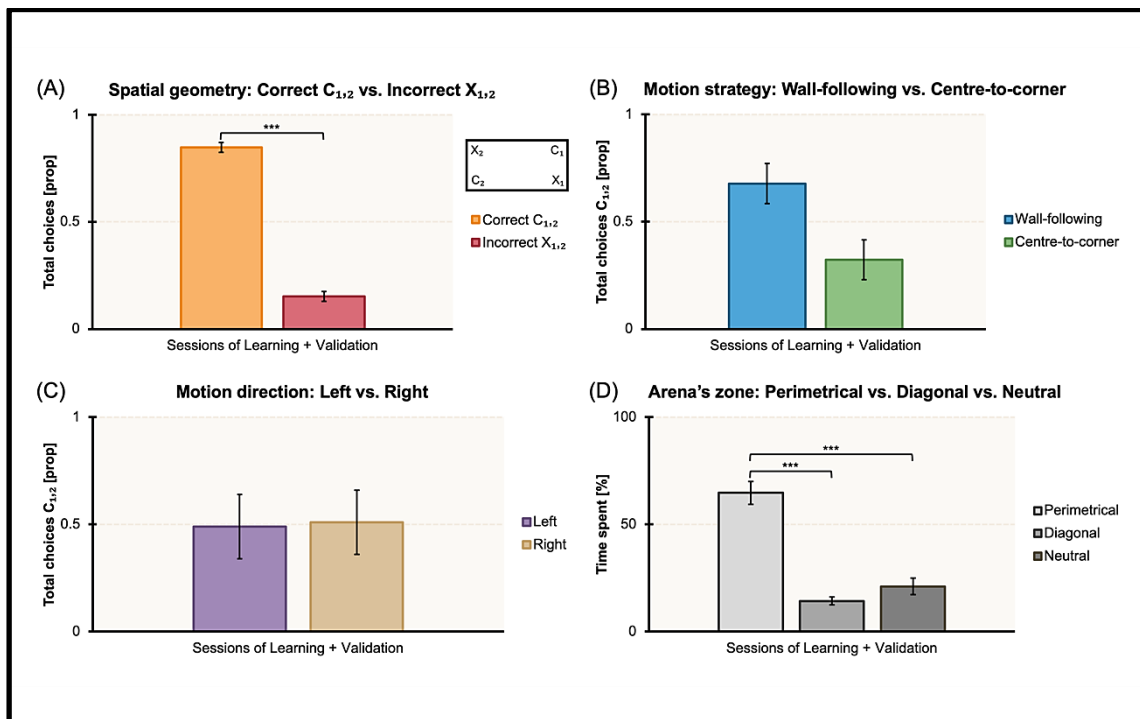 (A) Spatial geometry: Correct C₁,₂ vs. Incorrect X₁,₂
1
0.5
0
Total choices [prop]
***
X₂ C₁
C₂ X₁
Correct C₁,₂
Incorrect X₁,₂
Sessions of Learning + Validation
(B) Motion strategy: Wall-following vs. Centre-to-corner
1
0.5
0
Total choices C₁,₂ [prop]
Wall-following
Centre-to-corner
Sessions of Learning + Validation
(C) Motion direction: Left vs. Right
1
0.5
0
Total choices C₁,₂ [prop]
Left
Right
Sessions of Learning + Validation
(D) Arena's zone: Perimetrical vs. Diagonal vs. Neutral
100
50
0
Time spent [%]
***
***
Perimetrical
Diagonal
Neutral
Sessions of Learning + Validation